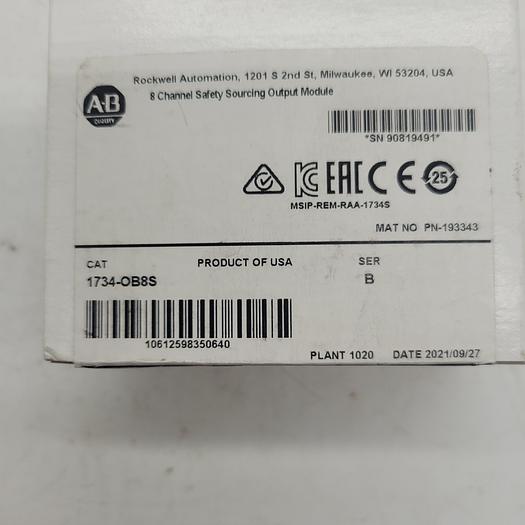 Rockwell Automation, 1201 S 2nd St, Milwaukee, WI 53204, USA
A-B
QUALITY
8 Channel Safety Sourcing Output Module
*SN 90819491*
EAC CE 25
MSIP-REM-RAA-1734S
MAT NO PN-193343
CAT PRODUCT OF USA SER
1734-OB8S B
10612598350640
PLANT 1020 DATE 2021/09/27